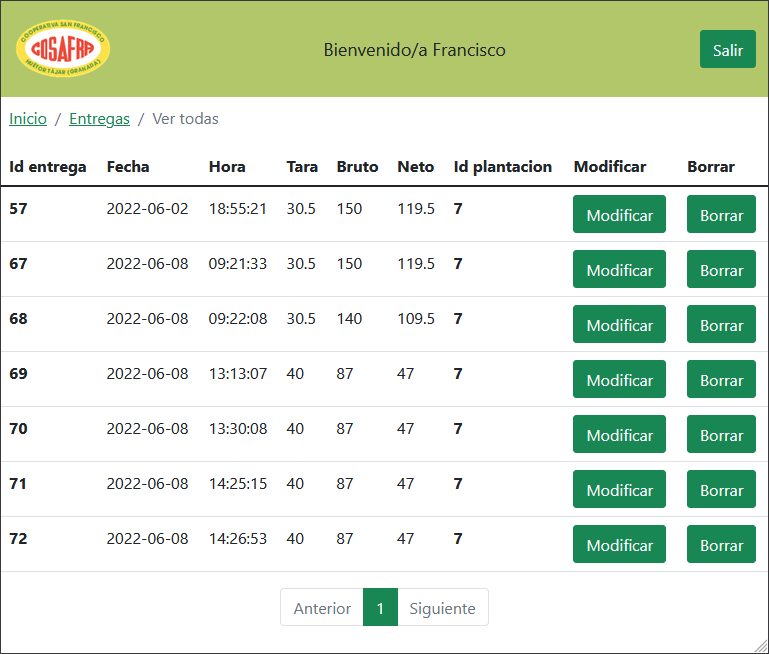 COOPERATIVA SAN FRANCISCO
COSAFRA
HUETOR TAJAR (GRANADA)
Bienvenido/a Francisco
Salir
Inicio / Entregas / Ver todas
Id entrega Fecha Hora Tara Bruto Neto Id plantacion Modificar Borrar
57 2022-06-02 18:55:21 30.5 150 119.5 7 Modificar Borrar
67 2022-06-08 09:21:33 30.5 150 119.5 7 Modificar Borrar
68 2022-06-08 09:22:08 30.5 140 109.5 7 Modificar Borrar
69 2022-06-08 13:13:07 40 87 47 7 Modificar Borrar
70 2022-06-08 13:30:08 40 87 47 7 Modificar Borrar
71 2022-06-08 14:25:15 40 87 47 7 Modificar Borrar
72 2022-06-08 14:26:53 40 87 47 7 Modificar Borrar
Anterior 1 Siguiente